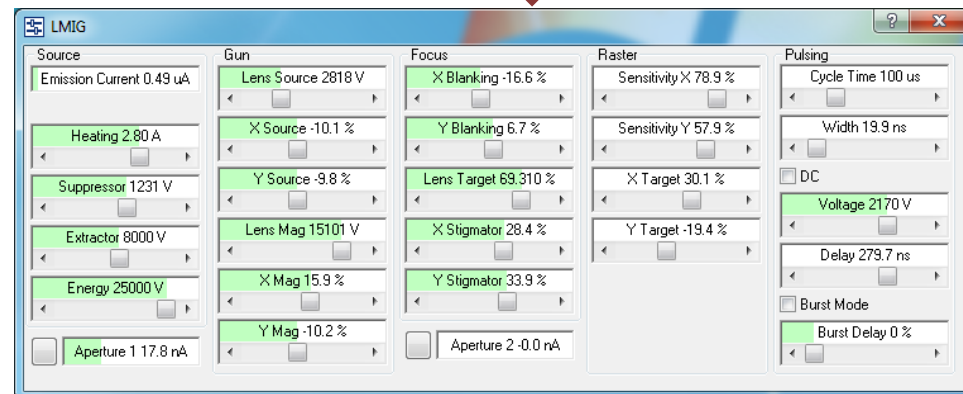 LMIG
Source
Emission Current 0.49 uA
Heating 2.80 A
Suppressor 1231 V
Extractor 8000 V
Energy 25000 V
Aperture 1 17.8 nA
Gun
Lens Source 2818 V
X Source -10.1 %
Y Source -9.8 %
Lens Mag 15101 V
X Mag 15.9 %
Y Mag -10.2 %
Focus
X Blanking -16.6 %
Y Blanking 6.7 %
Lens Target 69.310 %
X Stigmator 28.4 %
Y Stigmator 33.9 %
Aperture 2 -0.0 nA
Raster
Sensitivity X 78.9 %
Sensitivity Y 57.9 %
X Target 30.1 %
Y Target -19.4 %
Pulsing
Cycle Time 100 us
Width 19.9 ns
DC
Voltage 2170 V
Delay 279.7 ns
Burst Mode
Burst Delay 0 %